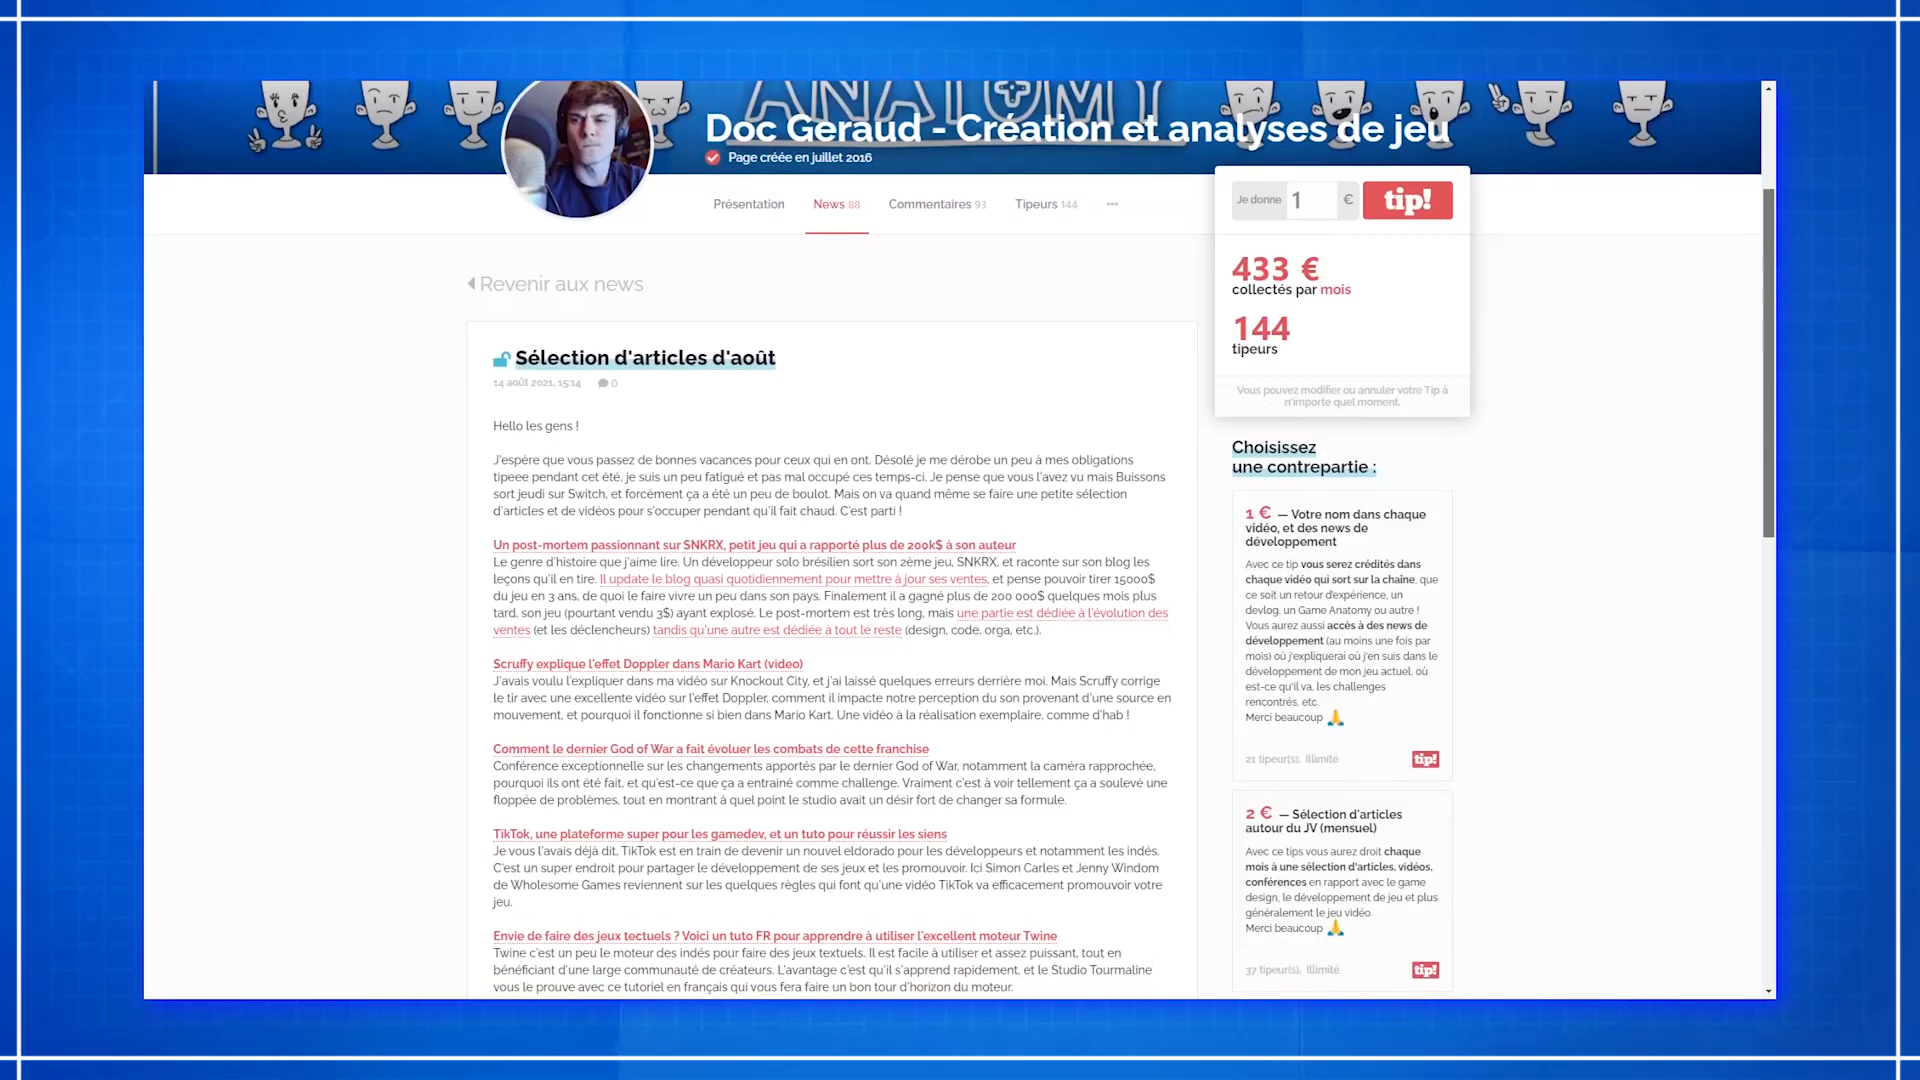 ANATOMY
Doc Geraud - Création et analyses de jeu
Page créée en juillet 2016
Présentation
News 88
Commentaires 93
Tipeurs 144
Je donne 1 € tip!
433 €
collectés par mois
144
tipeurs
Vous pouvez modifier ou annuler votre Tip à
n'importe quel moment.
Revenir aux news
Sélection d'articles d'août
14 août 2021, 15:14 0
Hello les gens !
J'espère que vous passez de bonnes vacances pour ceux qui en ont. Désolé je me dérobe un peu à mes obligations
tipeee pendant cet été, je suis un peu fatigué et pas mal occupé ces temps-ci. Je pense que vous l'avez vu mais Buissons
sort jeudi sur Switch, et forcément ça a été un peu de boulot. Mais on va quand même se faire une petite sélection
d'articles et de vidéos pour s'occuper pendant qu'il fait chaud. C'est parti !
Un post-mortem passionnant sur SNKRX, petit jeu qui a rapporté plus de 200k$ à son auteur
Le genre d'histoire que j'aime lire. Un développeur solo brésilien sort son 2ème jeu, SNKRX, et raconte sur son blog les
leçons qu'il en tire. Il update le blog quasi quotidiennement pour mettre à jour ses ventes, et pense pouvoir tirer 15000$
du jeu en 3 ans, de quoi le faire vivre un peu dans son pays. Finalement il a gagné plus de 200 000$ quelques mois plus
tard, son jeu (pourtant vendu 3$) ayant explosé. Le post-mortem est très long, mais une partie est dédiée à l'évolution des
ventes (et les déclencheurs) tandis qu'une autre est dédiée à tout le reste (design, code, orga, etc.).
Scruffy explique l'effet Doppler dans Mario Kart (video)
J'avais voulu l'expliquer dans ma vidéo sur Knockout City, et j'ai laissé quelques erreurs derrière moi. Mais Scruffy corrige
le tir avec une excellente vidéo sur l'effet Doppler, comment il impacte notre perception du son provenant d'une source en
mouvement, et pourquoi il fonctionne si bien dans Mario Kart. Une vidéo à la réalisation exemplaire, comme d'hab !
Comment le dernier God of War a fait évoluer les combats de cette franchise
Conférence exceptionnelle sur les changements apportés par le dernier God of War, notamment la caméra rapprochée,
pourquoi ils ont été fait, et qu'est-ce que ça a entrainé comme challenge. Vraiment c'est à voir tellement ça a soulevé une
floppée de problèmes, tout en montrant à quel point le studio avait un désir fort de changer sa formule.
TikTok, une plateforme super pour les gamedev, et un tuto pour réussir les siens
Je vous l'avais déjà dit, TikTok est en train de devenir un nouvel eldorado pour les développeurs et notamment les indés.
C'est un super endroit pour partager le développement de ses jeux et les promouvoir. Ici Simon Carles et Jenny Windom
de Wholesome Games reviennent sur les quelques règles qui font qu'une vidéo TikTok va efficacement promouvoir votre
jeu.
Envie de faire des jeux tectuels ? Voici un tuto FR pour apprendre à utiliser l'excellent moteur Twine
Twine c'est un peu le moteur des indés pour faire des jeux textuels. Il est facile à utiliser et assez puissant, tout en
bénéficiant d'une large communauté de créateurs. L'avantage c'est qu'il s'apprend rapidement, et le Studio Tourmaline
vous le prouve avec ce tutoriel en français qui vous fera faire un bon tour d'horizon du moteur.
Choisissez
une contrepartie :
1 € — Votre nom dans chaque
vidéo, et des news de
développement
Avec ce tip vous serez crédités dans
chaque vidéo qui sort sur la chaîne, que
ce soit un retour d'expérience, un
devlog, un Game Anatomy ou autre !
Vous aurez aussi accès à des news de
développement (au moins une fois par
mois) où j'expliquerai où j'en suis dans le
développement de mon jeu actuel, où
est-ce qu'il va, les challenges
rencontrés, etc.
Merci beaucoup 🙏
21 tipeur(s), Illimité tip!
2 € — Sélection d'articles
autour du JV (mensuel)
Avec ce tips vous aurez droit chaque
mois à une sélection d'articles, vidéos,
conférences en rapport avec le game
design, le développement de jeu et plus
généralement le jeu vidéo.
Merci beaucoup 🙏
37 tipeur(s), Illimité tip!